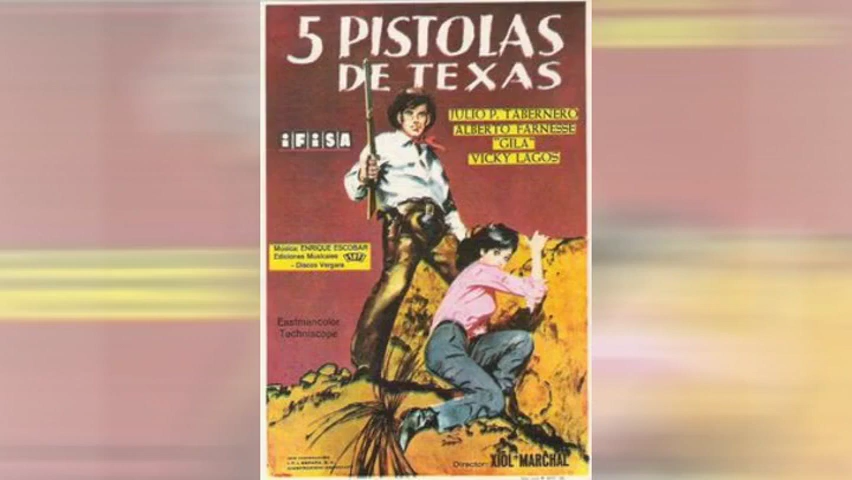 5 PISTOLAS
DE TEXAS
JULIO P. TABERNERO
ALBERTO FARNESSE
"GILA"
VICKY LAGOS
iFiSA
Música: ENRIQUE ESCOBAR
Ediciones Musicales
- Discos Vergara
Eastmancolor
Techniscope
Director: XIOL MARCHAL